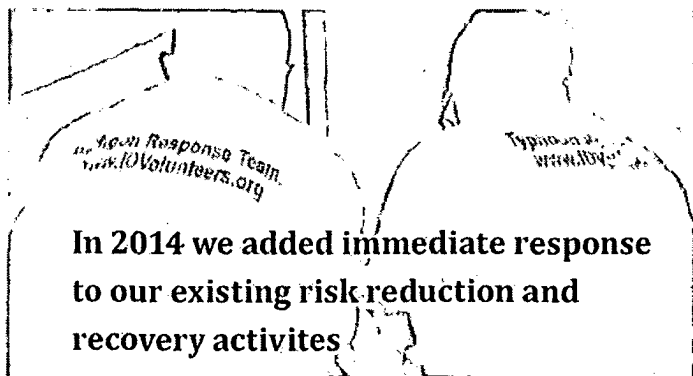 Response Team
www.IOVolunteers.org
Typhoon
In 2014 we added immediate response
to our existing risk reduction and
recovery activites